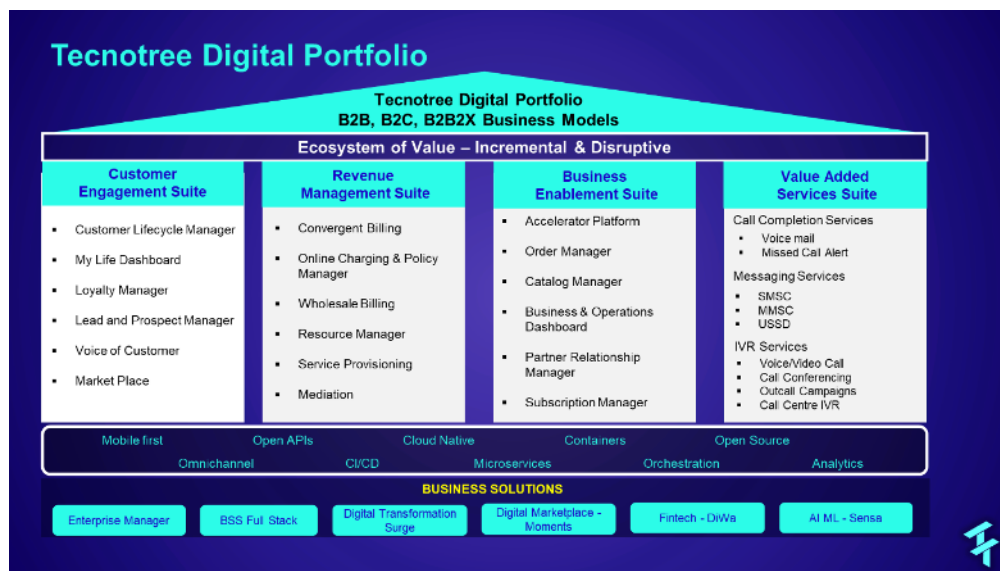 Tecnotree Digital Portfolio
Tecnotree Digital Portfolio
B2B, B2C, B2B2X Business Models
Ecosystem of Value – Incremental & Disruptive
Customer
Engagement Suite
Customer Lifecycle Manager
My Life Dashboard
Loyalty Manager
Lead and Prospect Manager
Voice of Customer
Market Place
Revenue
Management Suite
Convergent Billing
Online Charging & Policy
Manager
Wholesale Billing
Resource Manager
Service Provisioning
Mediation
Business
Enablement Suite
Accelerator Platform
Order Manager
Catalog Manager
Business & Operations
Dashboard
Partner Relationship
Manager
Subscription Manager
Value Added
Services Suite
Call Completion Services
Voice mail
Missed Call Alert
Messaging Services
SMSC
MMSC
USSD
IVR Services
Voice/Video Call
Call Conferencing
Outcall Campaigns
Call Centre IVR
Mobile first Open APIs Cloud Native Containers Open Source
Omnichannel CI/CD Microservices Orchestration Analytics
BUSINESS SOLUTIONS
Enterprise Manager
BSS Full Stack
Digital Transformation
Surge
Digital Marketplace -
Moments
Fintech - DiWa
AI ML - Sensa